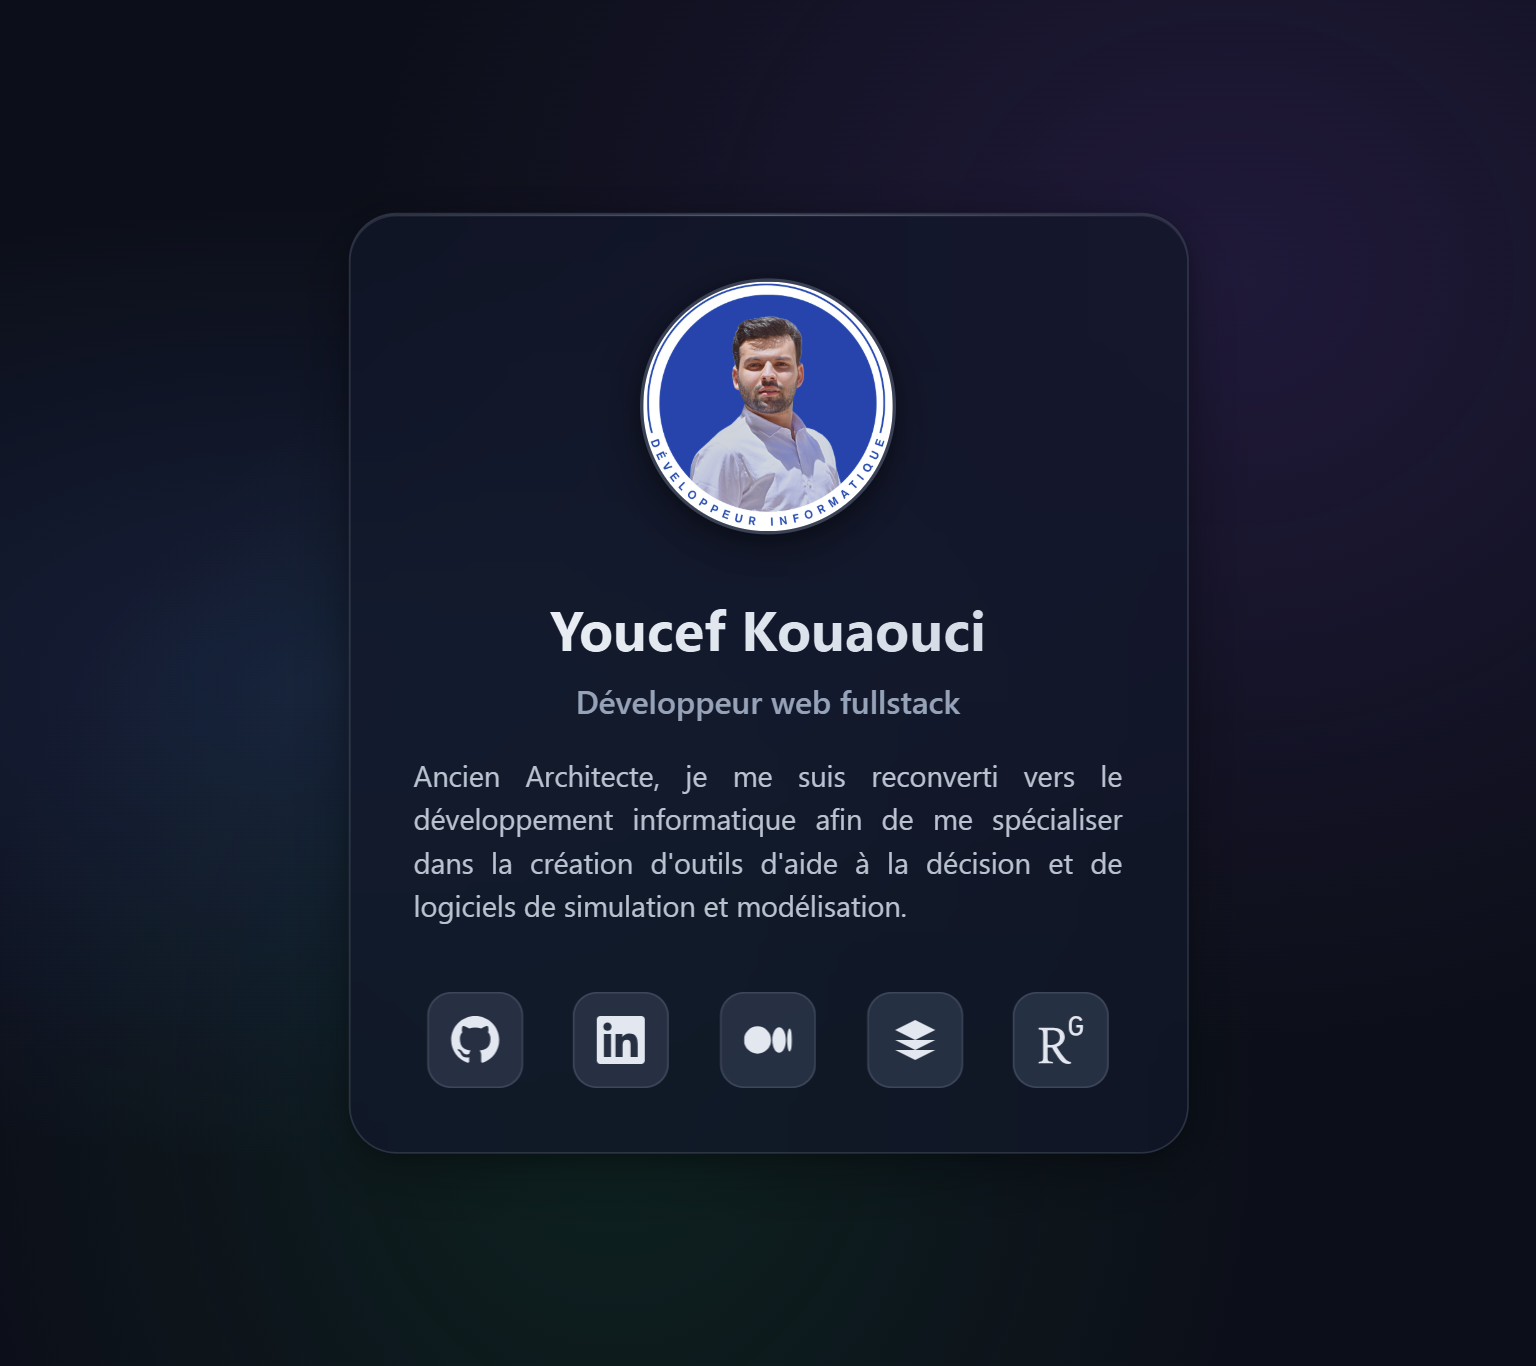 DÉVELOPPEUR INFORMATIQUE
Youcef Kouaouci
Développeur web fullstack
Ancien Architecte, je me suis reconverti vers le
développement informatique afin de me spécialiser
dans la création d'outils d'aide à la décision et de
logiciels de simulation et modélisation.
in
RG